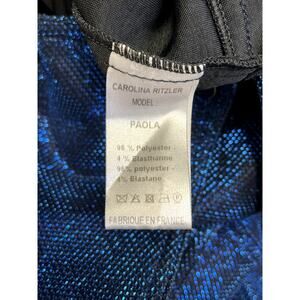 CAROLINA RITZLER
MODEL:
PAOLA
96 % Polyester -
4 % Elasthanne
96% polyester -
4% Elastane
FABRIQUE EN FRANCE